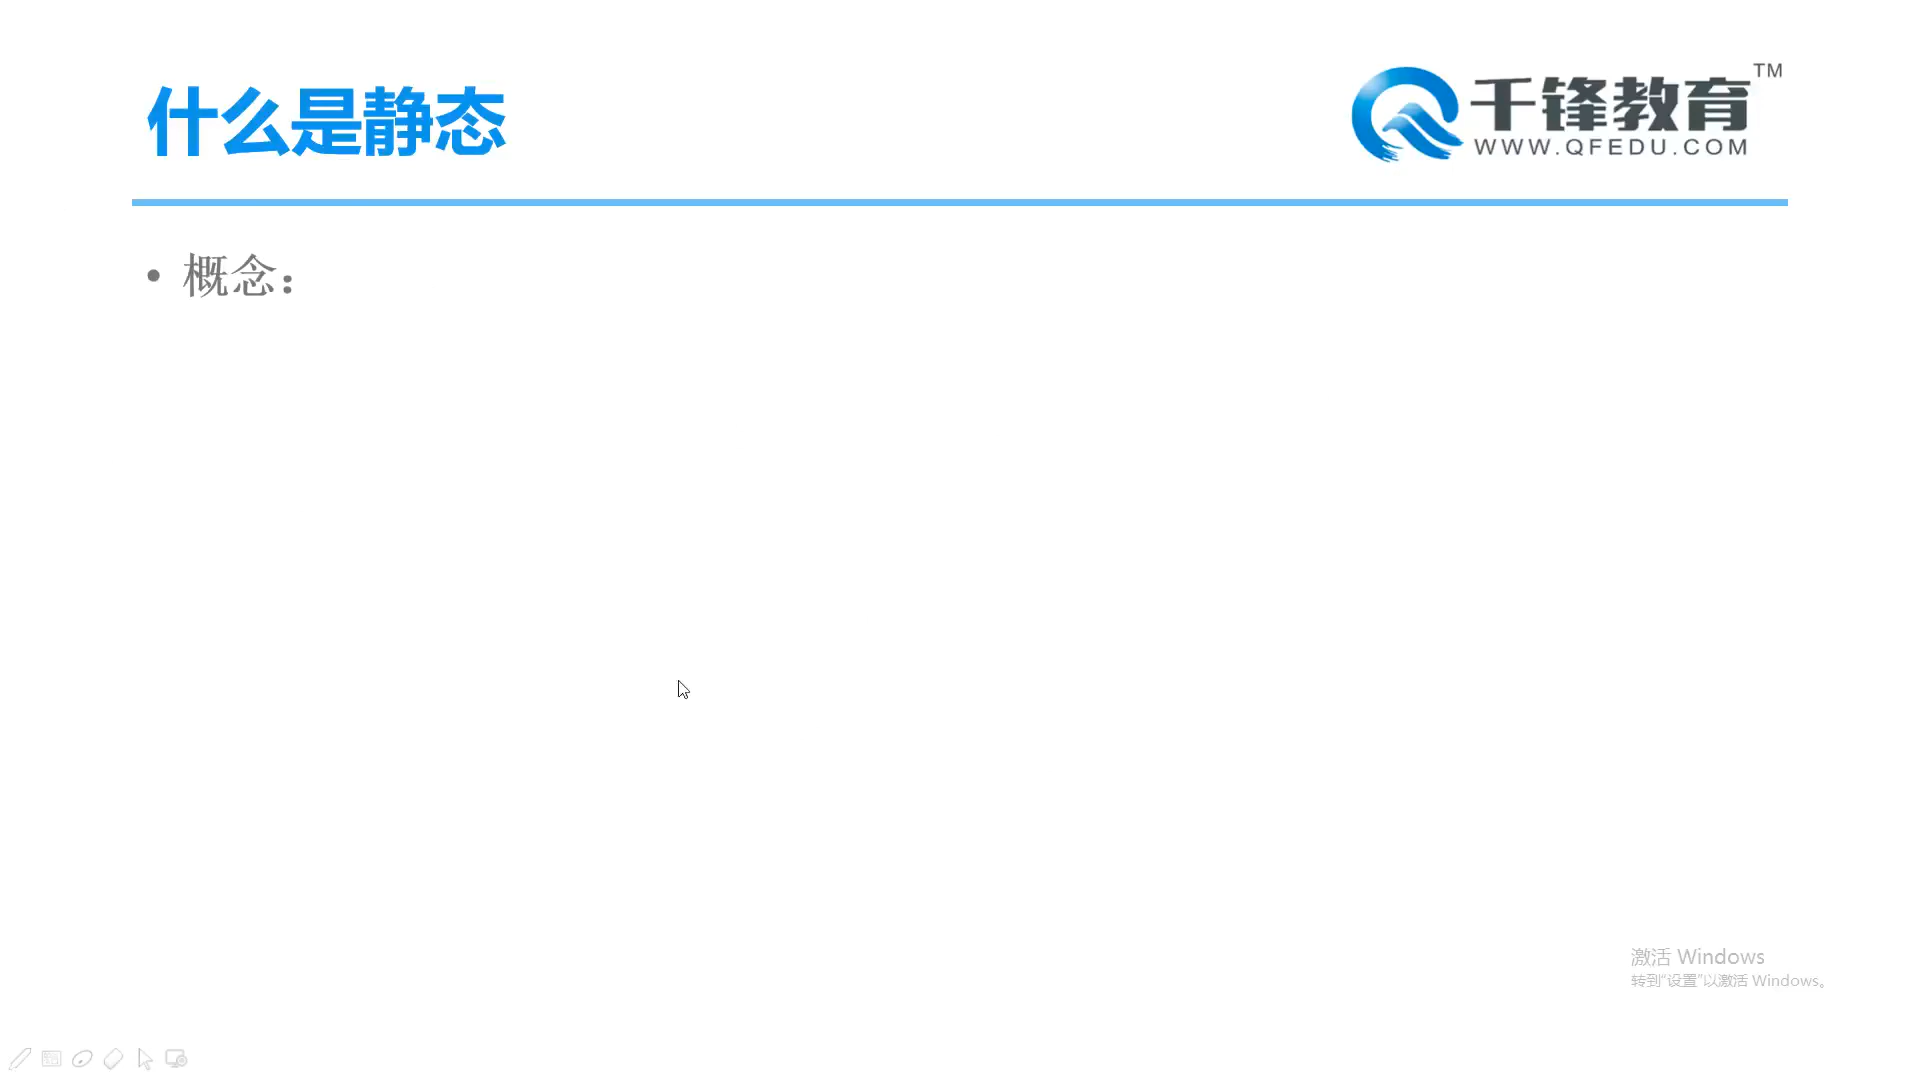 什么是静态
千锋教育™
WWW.QFEDU.COM
• 概念：
激活 Windows
转到“设置”以激活 Windows。